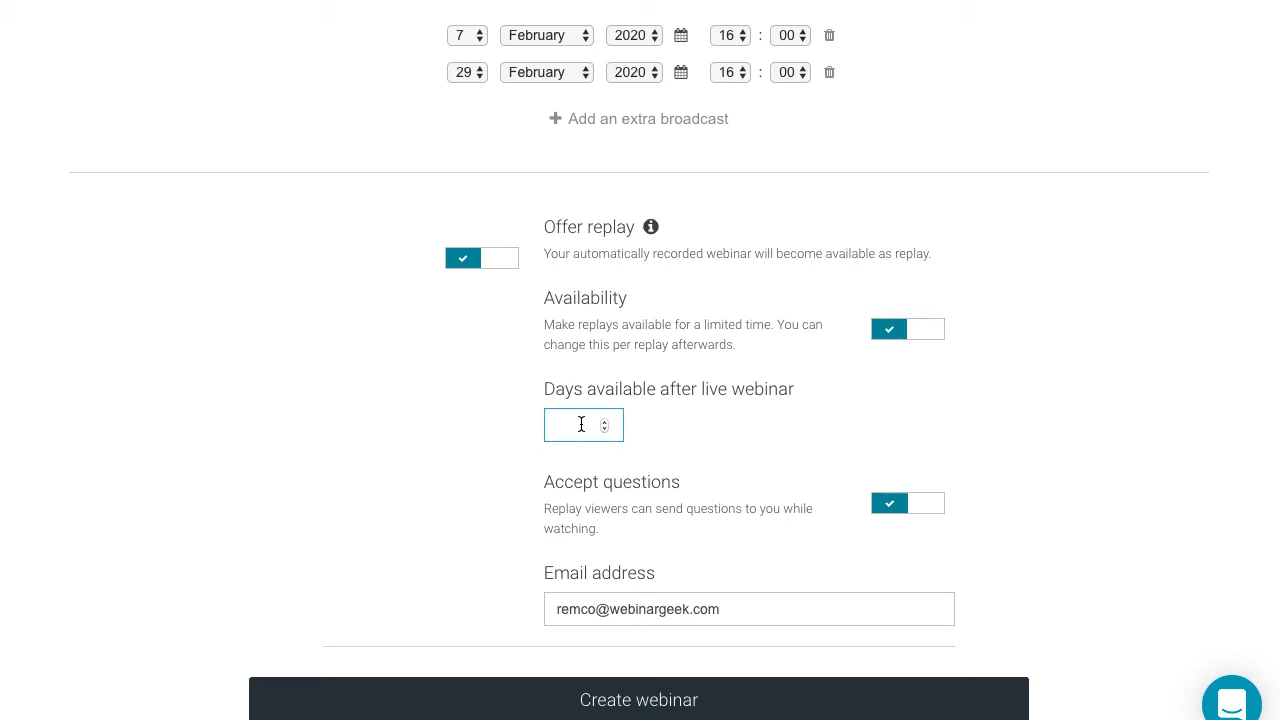 7 February 2020 16 : 00
29 February 2020 16 : 00
Add an extra broadcast
Offer replay
Your automatically recorded webinar will become available as replay.
Availability
Make replays available for a limited time. You can
change this per replay afterwards.
Days available after live webinar
Accept questions
Replay viewers can send questions to you while
watching.
Email address
remco@webinargeek.com
Create webinar